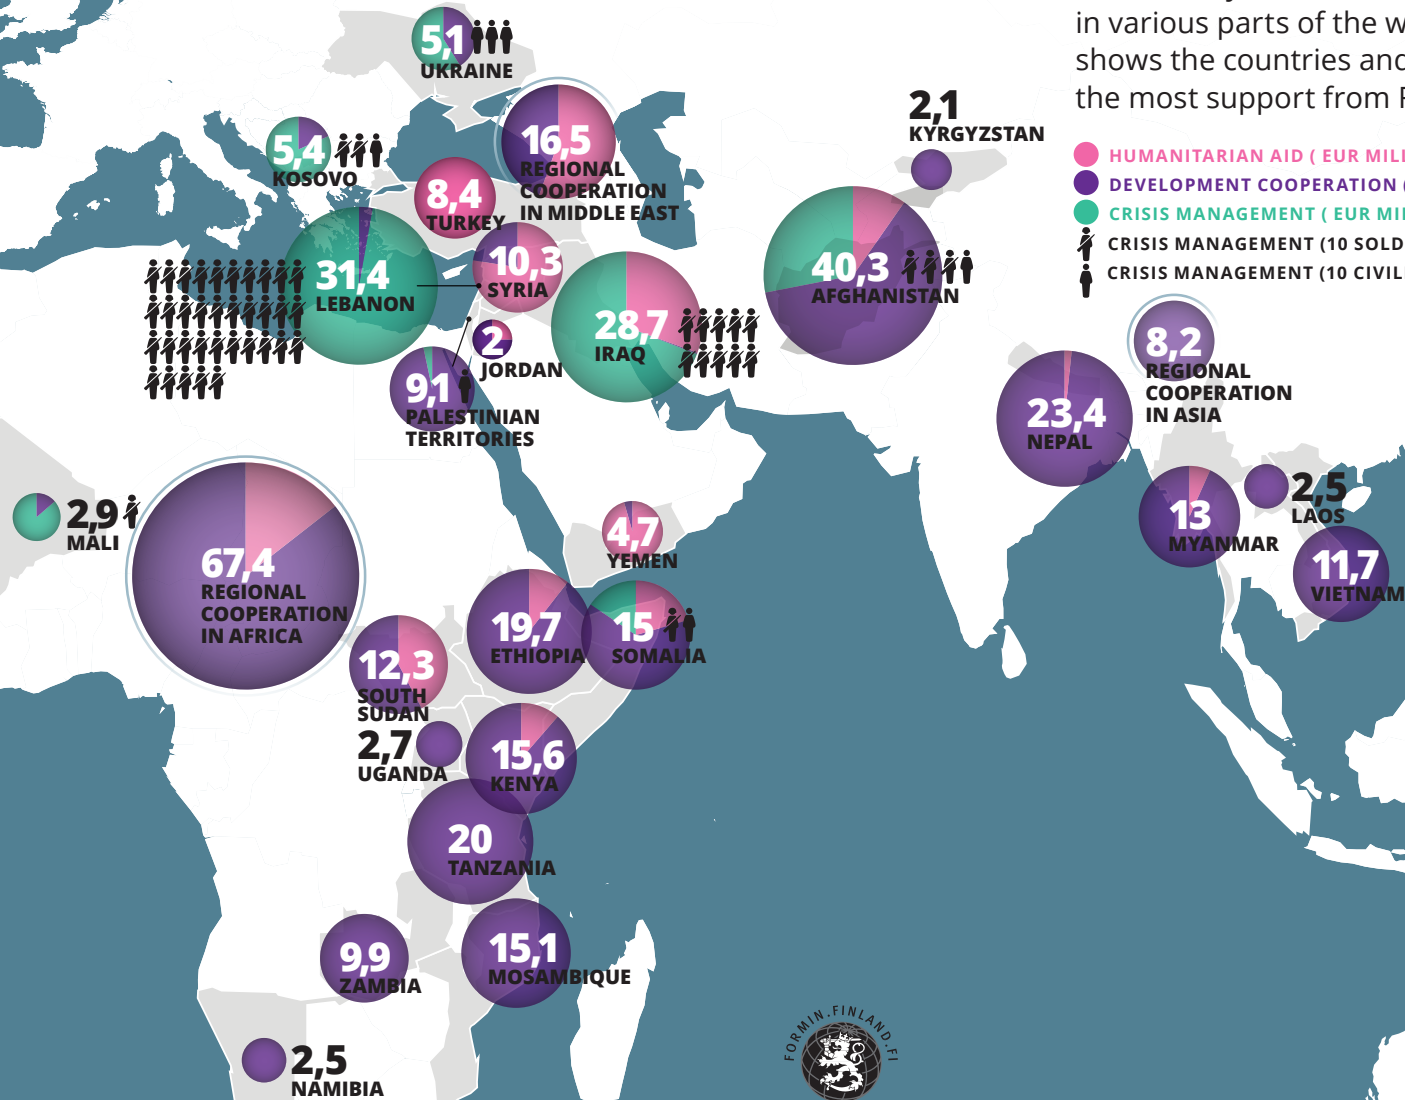 in various parts of the
shows the countries and
the most support from
HUMANITARIAN AID ( EUR
DEVELOPMENT COOPERATION (
CRISIS MANAGEMENT ( EUR
CRISIS MANAGEMENT (10
CRISIS MANAGEMENT (10
5,1
UKRAINE
16,5
REGIONAL
COOPERATION
IN MIDDLE EAST
2,1
KYRGYZSTAN
5,4
KOSOVO
8,4
TURKEY
31,4
LEBANON
10,3
SYRIA
28,7
IRAQ
40,3
AFGHANISTAN
2
JORDAN
9,1
PALESTINIAN
TERRITORIES
8,2
REGIONAL
COOPERATION
IN ASIA
23,4
NEPAL
13
MYANMAR
2,5
LAOS
11,7
VIETNAM
2,9
MALI
67,4
REGIONAL
COOPERATION
IN AFRICA
4,7
YEMEN
19,7
ETHIOPIA
15
SOMALIA
12,3
SOUTH
SUDAN
2,7
UGANDA
15,6
KENYA
20
TANZANIA
9,9
ZAMBIA
15,1
MOSAMBIQUE
2,5
NAMIBIA
FORMIN.FINLAND.FI